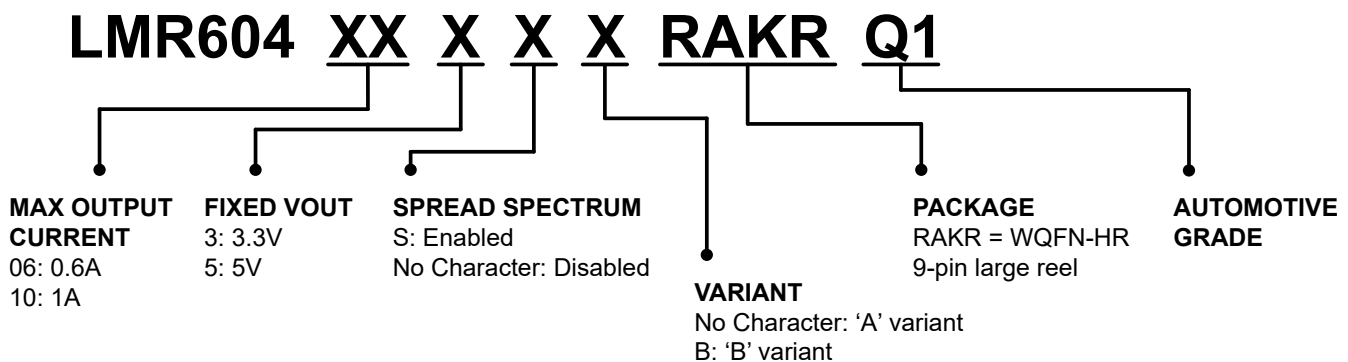 LMR604 XX X X X RAKR Q1
MAX OUTPUT
CURRENT
06: 0.6A
10: 1A
FIXED VOUT
3: 3.3V
5: 5V
SPREAD SPECTRUM
S: Enabled
No Character: Disabled
VARIANT
No Character: ‘A’ variant
B: ‘B’ variant
PACKAGE
RAKR = WQFN-HR
9-pin large reel
AUTOMOTIVE
GRADE